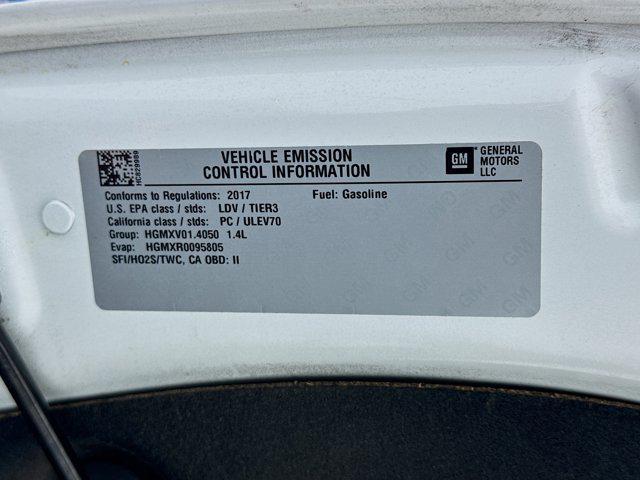 VEHICLE EMISSION
CONTROL INFORMATION
GM
GENERAL
MOTORS
LLC
Conforms to Regulations: 2017 Fuel: Gasoline
U.S. EPA class / stds: LDV / TIER3
California class / stds: PC / ULEV70
Group: HGMXV01.4050 1.4L
Evap: HGMXR0095805
SFI/HO2S/TWC, CA OBD: II